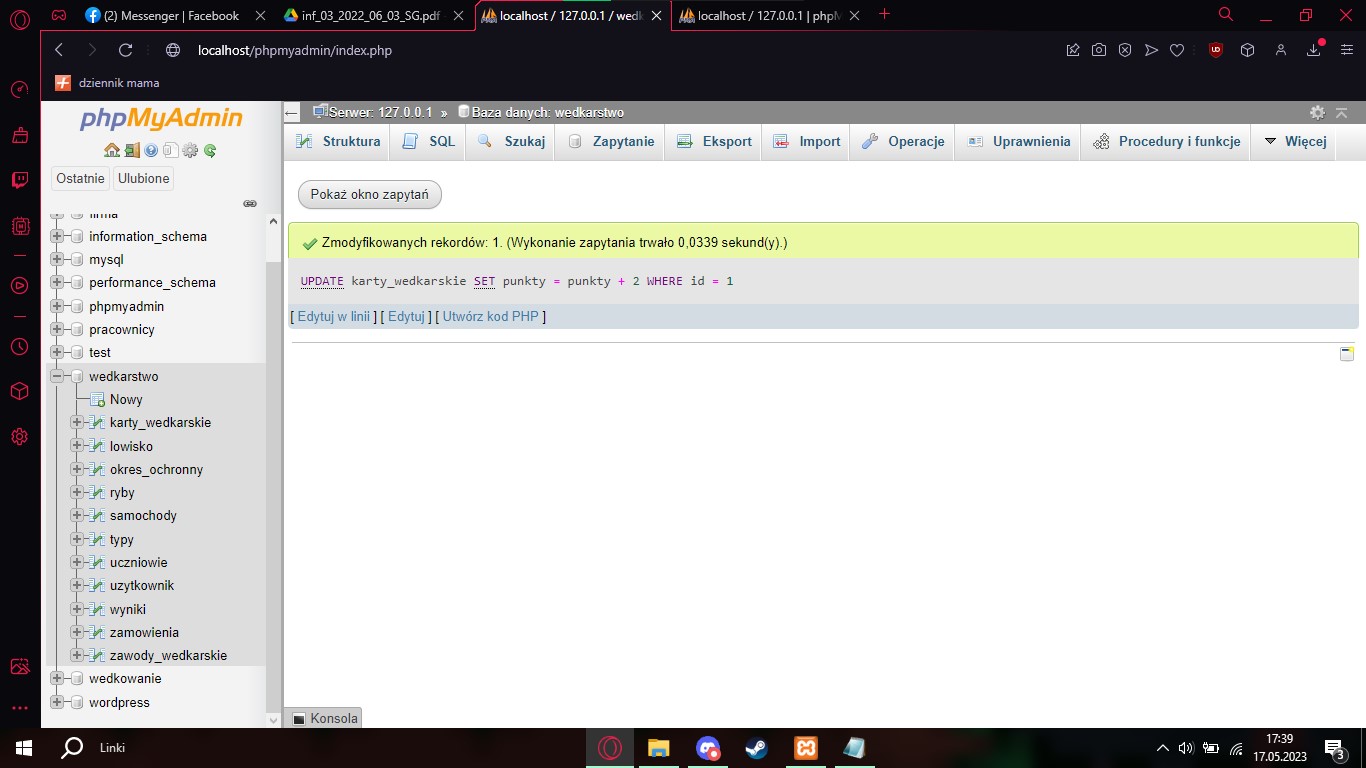 (2) Messenger | Facebook
inf_03_2022_06_03_SG.pdf -
localhost / 127.0.0.1 / wedk
localhost / 127.0.0.1 | phpM
localhost/phpmyadmin/index.php
dziennik mama
phpMyAdmin
Ostatnie
Ulubione
firma
information_schema
mysql
performance_schema
phpmyadmin
pracownicy
test
wedkarstwo
Nowy
karty_wedkarskie
lowisko
okres_ochronny
ryby
samochody
typy
uczniowie
uzytkownik
wyniki
zamowienia
zawody_wedkarskie
wedkowanie
wordpress
Serwer: 127.0.0.1 » Baza danych: wedkarstwo
Struktura
SQL
Szukaj
Zapytanie
Eksport
Import
Operacje
Uprawnienia
Procedury i funkcje
Więcej
Pokaż okno zapytań
Zmodyfikowanych rekordów: 1. (Wykonanie zapytania trwało 0,0339 sekund(y).)
UPDATE karty_wedkarskie SET punkty = punkty + 2 WHERE id = 1
[ Edytuj w linii ] [ Edytuj ] [ Utwórz kod PHP ]
Konsola
Linki
17:39
17.05.2023
3